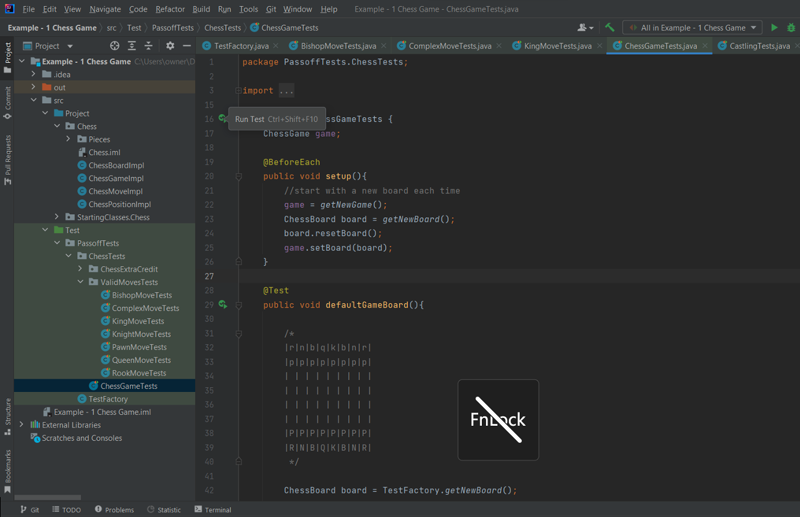 File Edit View Navigate Code Refactor Build Run Tools Git Window Help Example - 1 Chess Game - ChessGameTests.java
Example - 1 Chess Game src Test PassoffTests ChessTests ChessGameTests
All in Example - 1 Chess Game
Project
TestFactory.java BishopMoveTests.java ComplexMoveTests.java KingMoveTests.java ChessGameTests.java CastlingTests.java
Project
Commit
Pull Requests
Structure
Bookmarks
Example - 1 Chess Game C:\Users\owner\D
.idea
out
src
Project
Chess
Pieces
Chess.iml
ChessBoardImpl
ChessGameImpl
ChessMoveImpl
ChessPositionImpl
StartingClasses.Chess
Test
PassoffTests
ChessTests
ChessExtraCredit
ValidMovesTests
BishopMoveTests
ComplexMoveTests
KingMoveTests
KnightMoveTests
PawnMoveTests
QueenMoveTests
RookMoveTests
ChessGameTests
TestFactory
Example - 1 Chess Game.iml
External Libraries
Scratches and Consoles
1 package PassoffTests.ChessTests;
2
3 import ...
15
16 essGameTests {
Run Test Ctrl+Shift+F10
17 ChessGame game;
18
19 @BeforeEach
20 public void setup(){
21 //start with a new board each time
22 game = getNewGame();
23 ChessBoard board = getNewBoard();
24 board.resetBoard();
25 game.setBoard(board);
26 }
27
28 @Test
29 public void defaultGameBoard(){
30
31 /*
32 |r|n|b|q|k|b|n|r|
33 |p|p|p|p|p|p|p|p|
34 | | | | | | | | |
35 | | | | | | | | |
36 | | | | | | | | |
37 | | | | | | | | |
38 |P|P|P|P|P|P|P|P|
39 |R|N|B|Q|K|B|N|R|
40 */
41
42 ChessBoard board = TestFactory.getNewBoard();
FnLock
Git TODO Problems Statistic Terminal